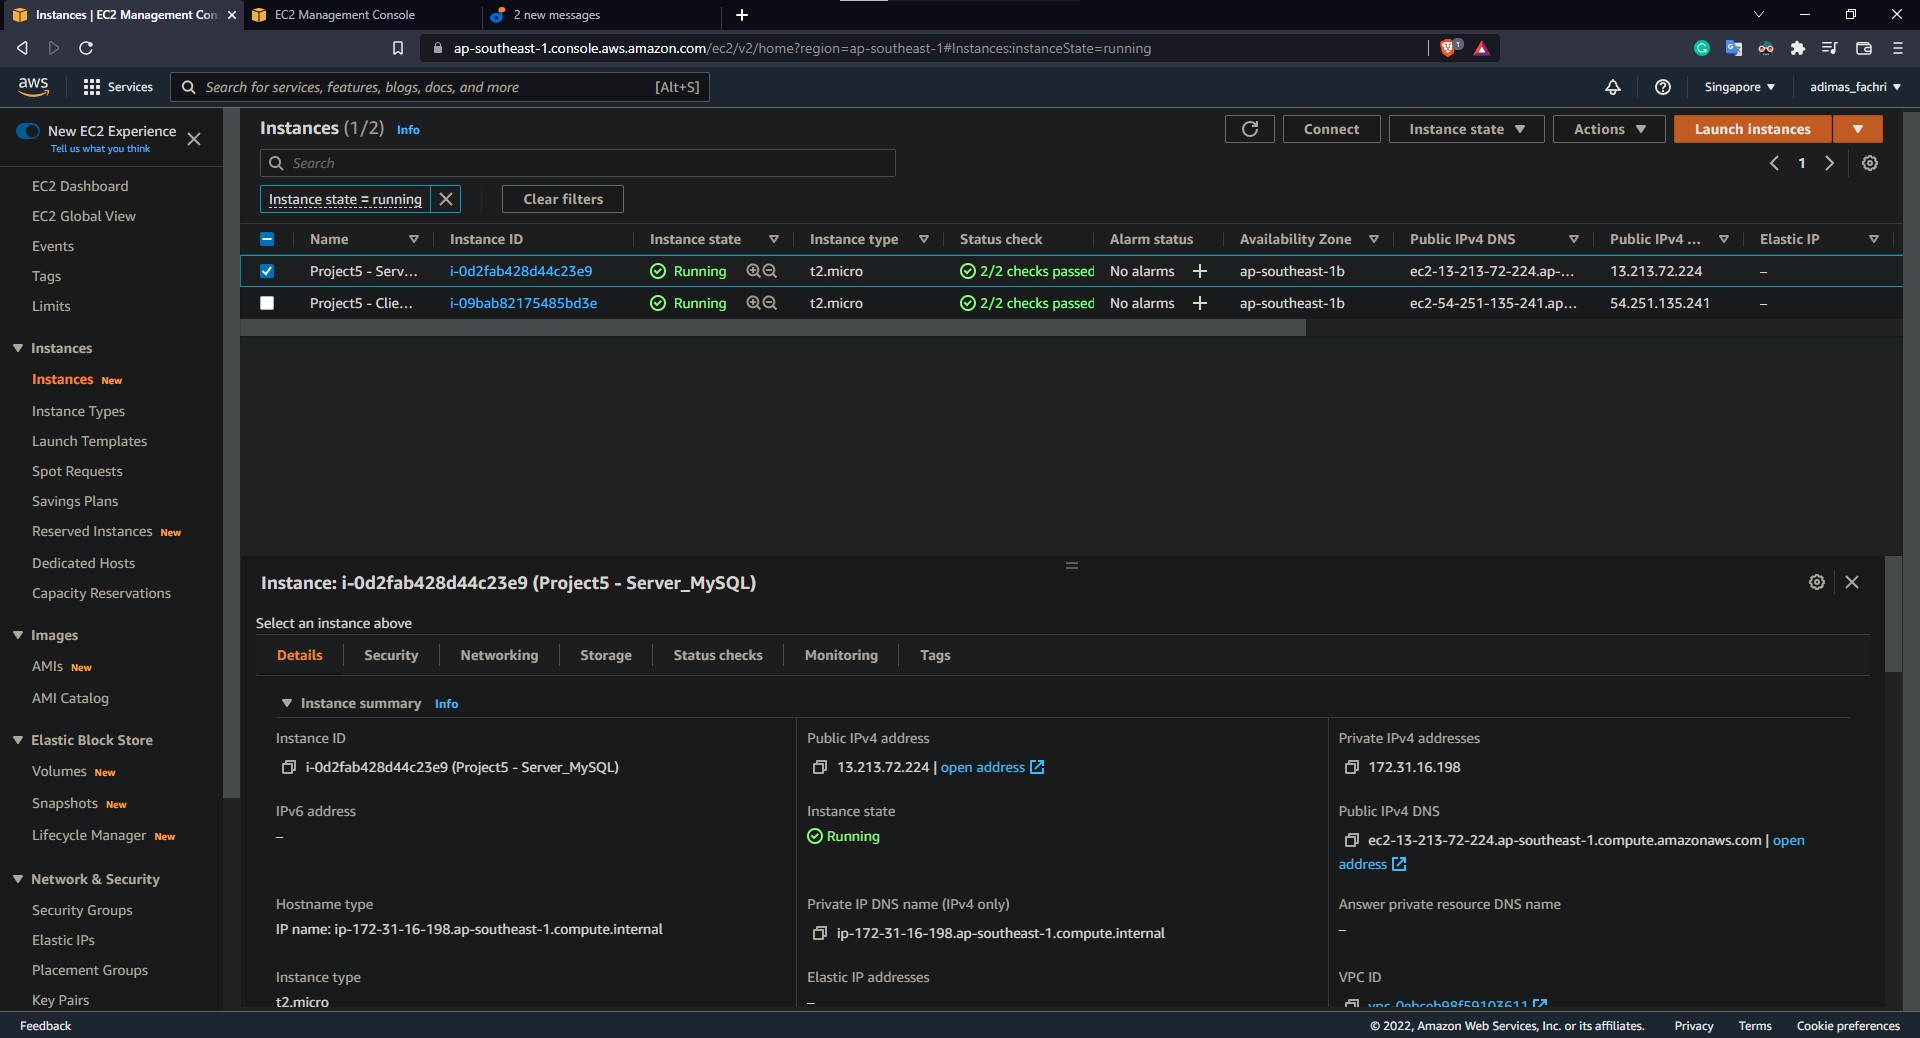 Instances | EC2 Management Con
EC2 Management Console
2 new messages
ap-southeast-1.console.aws.amazon.com/ec2/v2/home?region=ap-southeast-1#Instances:instanceState=running
1
aws
Services
Search for services, features, blogs, docs, and more
[Alt+S]
Singapore
adimas_fachri
New EC2 Experience
Tell us what you think
EC2 Dashboard
EC2 Global View
Events
Tags
Limits
Instances
Instances New
Instance Types
Launch Templates
Spot Requests
Savings Plans
Reserved Instances New
Dedicated Hosts
Capacity Reservations
Images
AMIs New
AMI Catalog
Elastic Block Store
Volumes New
Snapshots New
Lifecycle Manager New
Network & Security
Security Groups
Elastic IPs
Placement Groups
Key Pairs
Instances (1/2) Info
Connect
Instance state
Actions
Launch instances
Search
1
Instance state = running
Clear filters
Name Instance ID Instance state Instance type Status check Alarm status Availability Zone Public IPv4 DNS Public IPv4 ... Elastic IP
Project5 - Serv... i-0d2fab428d44c23e9 Running t2.micro 2/2 checks passed No alarms + ap-southeast-1b ec2-13-213-72-224.ap-... 13.213.72.224 –
Project5 - Clie... i-09bab82175485bd3e Running t2.micro 2/2 checks passed No alarms + ap-southeast-1b ec2-54-251-135-241.ap... 54.251.135.241 –
Instance: i-0d2fab428d44c23e9 (Project5 - Server_MySQL)
Select an instance above
Details Security Networking Storage Status checks Monitoring Tags
Instance summary Info
Instance ID
i-0d2fab428d44c23e9 (Project5 - Server_MySQL)
Public IPv4 address
13.213.72.224 | open address
Private IPv4 addresses
172.31.16.198
IPv6 address
–
Instance state
Running
Public IPv4 DNS
ec2-13-213-72-224.ap-southeast-1.compute.amazonaws.com | open
address
Hostname type
IP name: ip-172-31-16-198.ap-southeast-1.compute.internal
Private IP DNS name (IPv4 only)
ip-172-31-16-198.ap-southeast-1.compute.internal
Answer private resource DNS name
–
Instance type
t2.micro
Elastic IP addresses
–
VPC ID
Feedback
© 2022, Amazon Web Services, Inc. or its affiliates.
Privacy
Terms
Cookie preferences